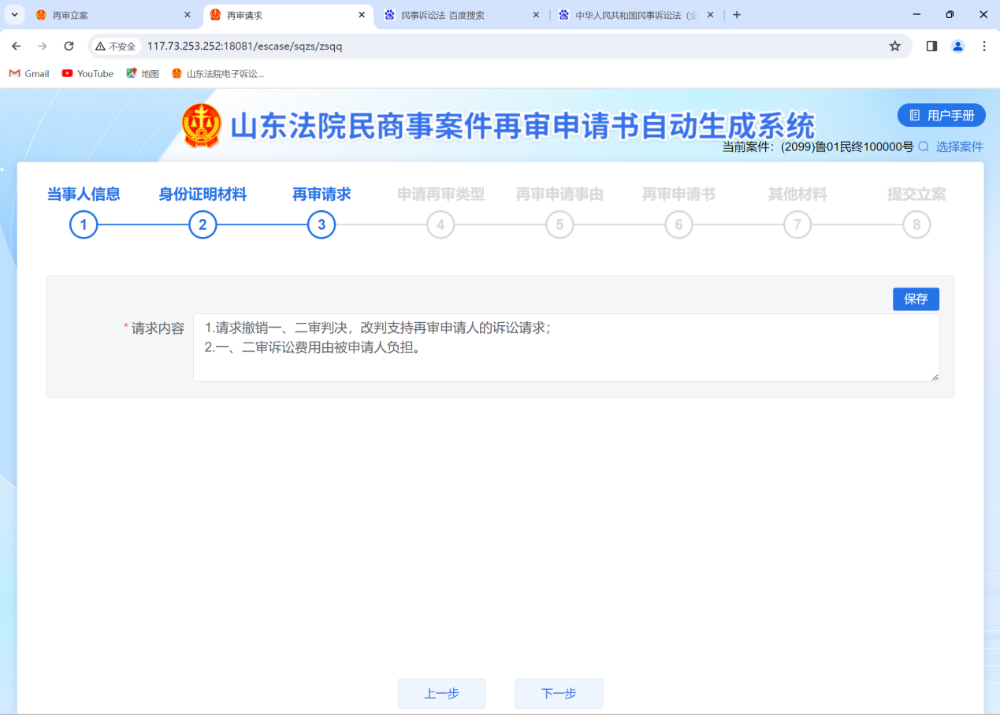 再审立案
再审请求
民事诉讼法 百度搜索
中华人民共和国民事诉讼法（全
不安全
117.73.253.252:18081/escase/sqzs/zsqq
Gmail
YouTube
地图
山东法院电子诉讼...
山东法院民商事案件再审申请书自动生成系统
用户手册
当前案件：(2099)鲁01民终100000号 选择案件
当事人信息 身份证明材料 再审请求 申请再审类型 再审申请事由 再审申请书 其他材料 提交立案
1 2 3 4 5 6 7 8
保存
* 请求内容
1.请求撤销一、二审判决，改判支持再审申请人的诉讼请求；
2.一、二审诉讼费用由被申请人负担。
上一步 下一步